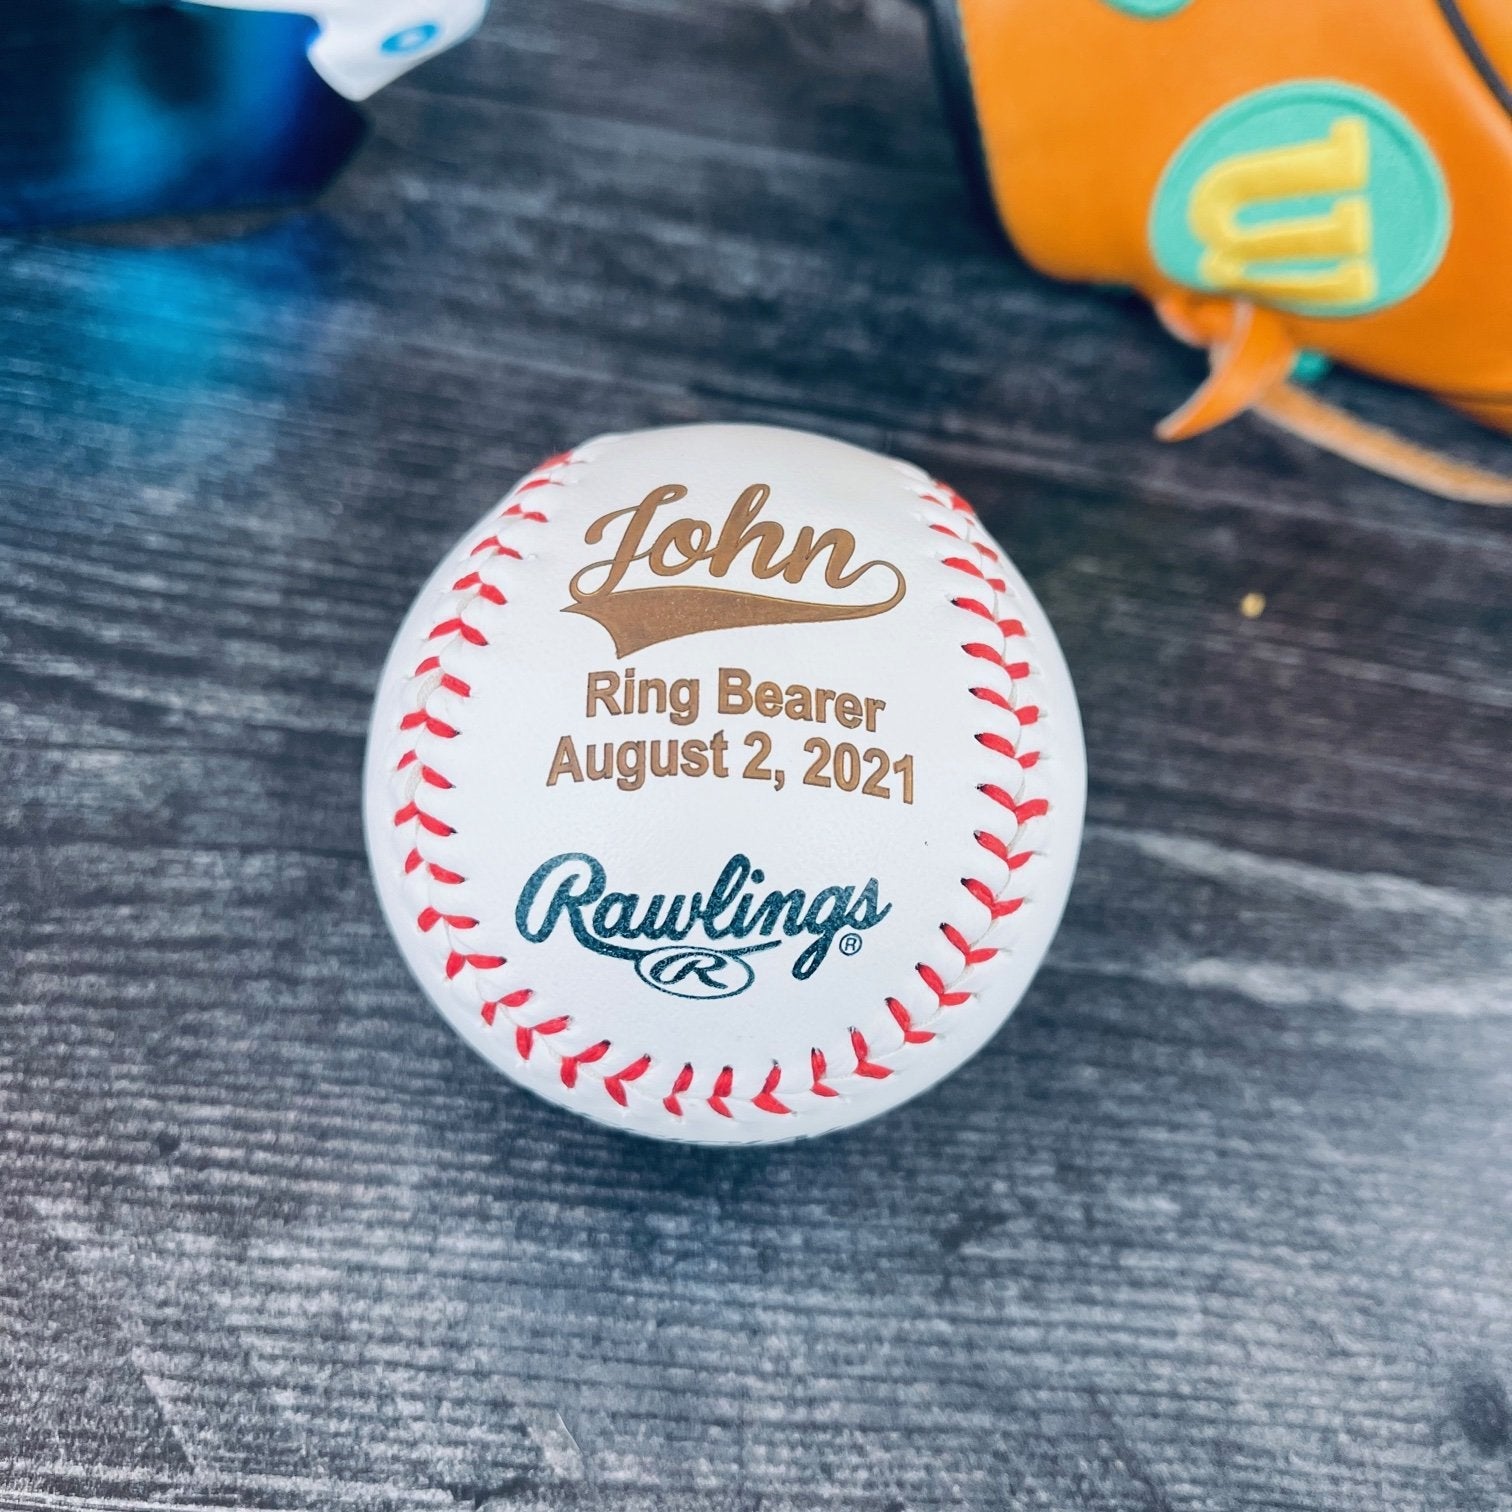 W
John
Ring Bearer
August 2, 2021
Rawlings®
R